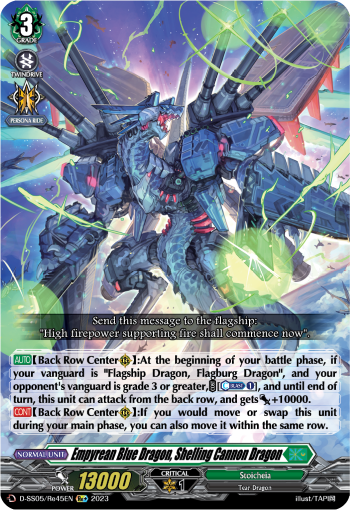 3
GRADE
TWINDRIVE
PERSONA RIDE
Send this message to the flagship:
"High firepower supporting fire shall commence now".
AUTO【Back Row Center】:At the beginning of your battle phase, if
your vanguard is "Flagship Dragon, Flagburg Dragon", and your
opponent's vanguard is grade 3 or greater, [BLAST 1], and until end of
turn, this unit can attack from the back row, and gets +10000.
CONT【Back Row Center】:If you would move or swap this unit
during your main phase, you can also move it within the same row.
NORMAL UNIT
Empyrean Blue Dragon, Shelling Cannon Dragon
POWER 13000
CRITICAL
1
Stoicheia
Tear Dragon
D-SS05/Re45EN 2023
illust/TAPI岡